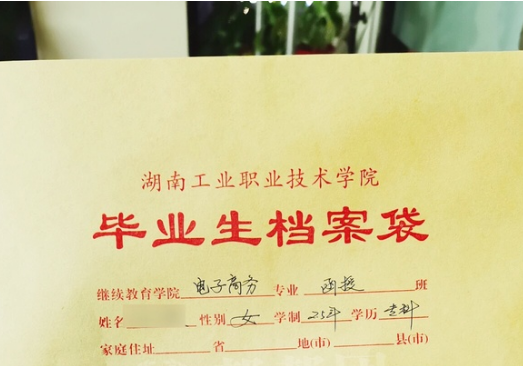 湖南工业职业技术学院
毕业生档案袋
继续教育学院 电子商务 专业 函授 班
姓名 性别 女 学制 2.5年 学历 专科
家庭住址 省 地(市) 县(市)